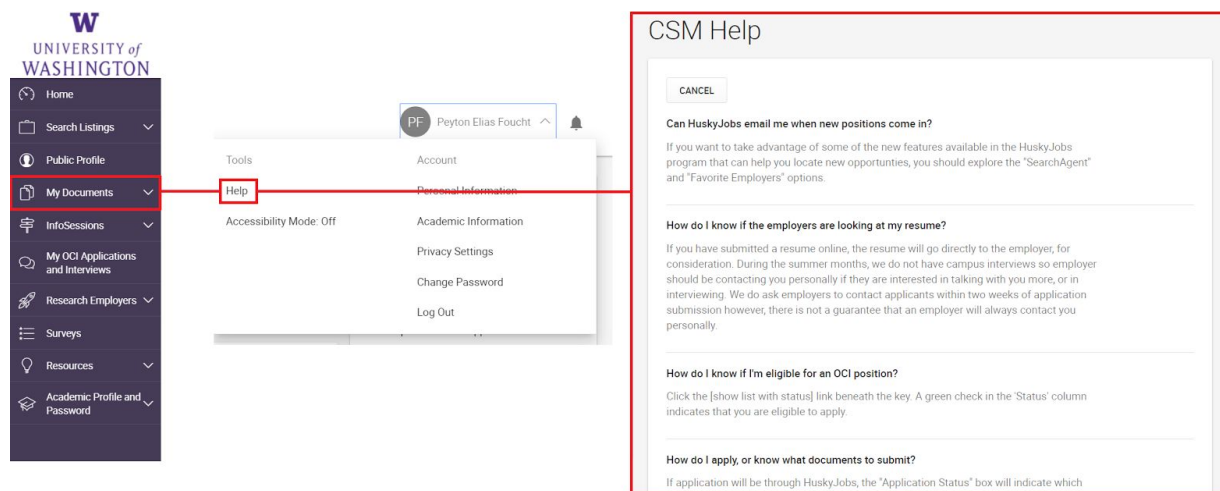 W
UNIVERSITY of
WASHINGTON
Home
Search Listings
Public Profile
My Documents
InfoSessions
My OCI Applications
and Interviews
Research Employers
Surveys
Resources
Academic Profile and
Password
PF Peyton Elias Foucht
Tools
Help
Accessibility Mode: Off
Account
Personal Information
Academic Information
Privacy Settings
Change Password
Log Out
CSM Help
CANCEL
Can HuskyJobs email me when new positions come in?
If you want to take advantage of some of the new features available in the HuskyJobs
program that can help you locate new opportunties, you should explore the "SearchAgent"
and "Favorite Employers" options.
How do I know if the employers are looking at my resume?
If you have submitted a resume online, the resume will go directly to the employer, for
consideration. During the summer months, we do not have campus interviews so employer
should be contacting you personally if they are interested in talking with you more, or in
interviewing. We do ask employers to contact applicants within two weeks of application
submission however, there is not a guarantee that an employer will always contact you
personally.
How do I know if I'm eligible for an OCI position?
Click the [show list with status] link beneath the key. A green check in the 'Status' column
indicates that you are eligible to apply.
How do I apply, or know what documents to submit?
If application will be through HuskyJobs, the "Application Status" box will indicate which